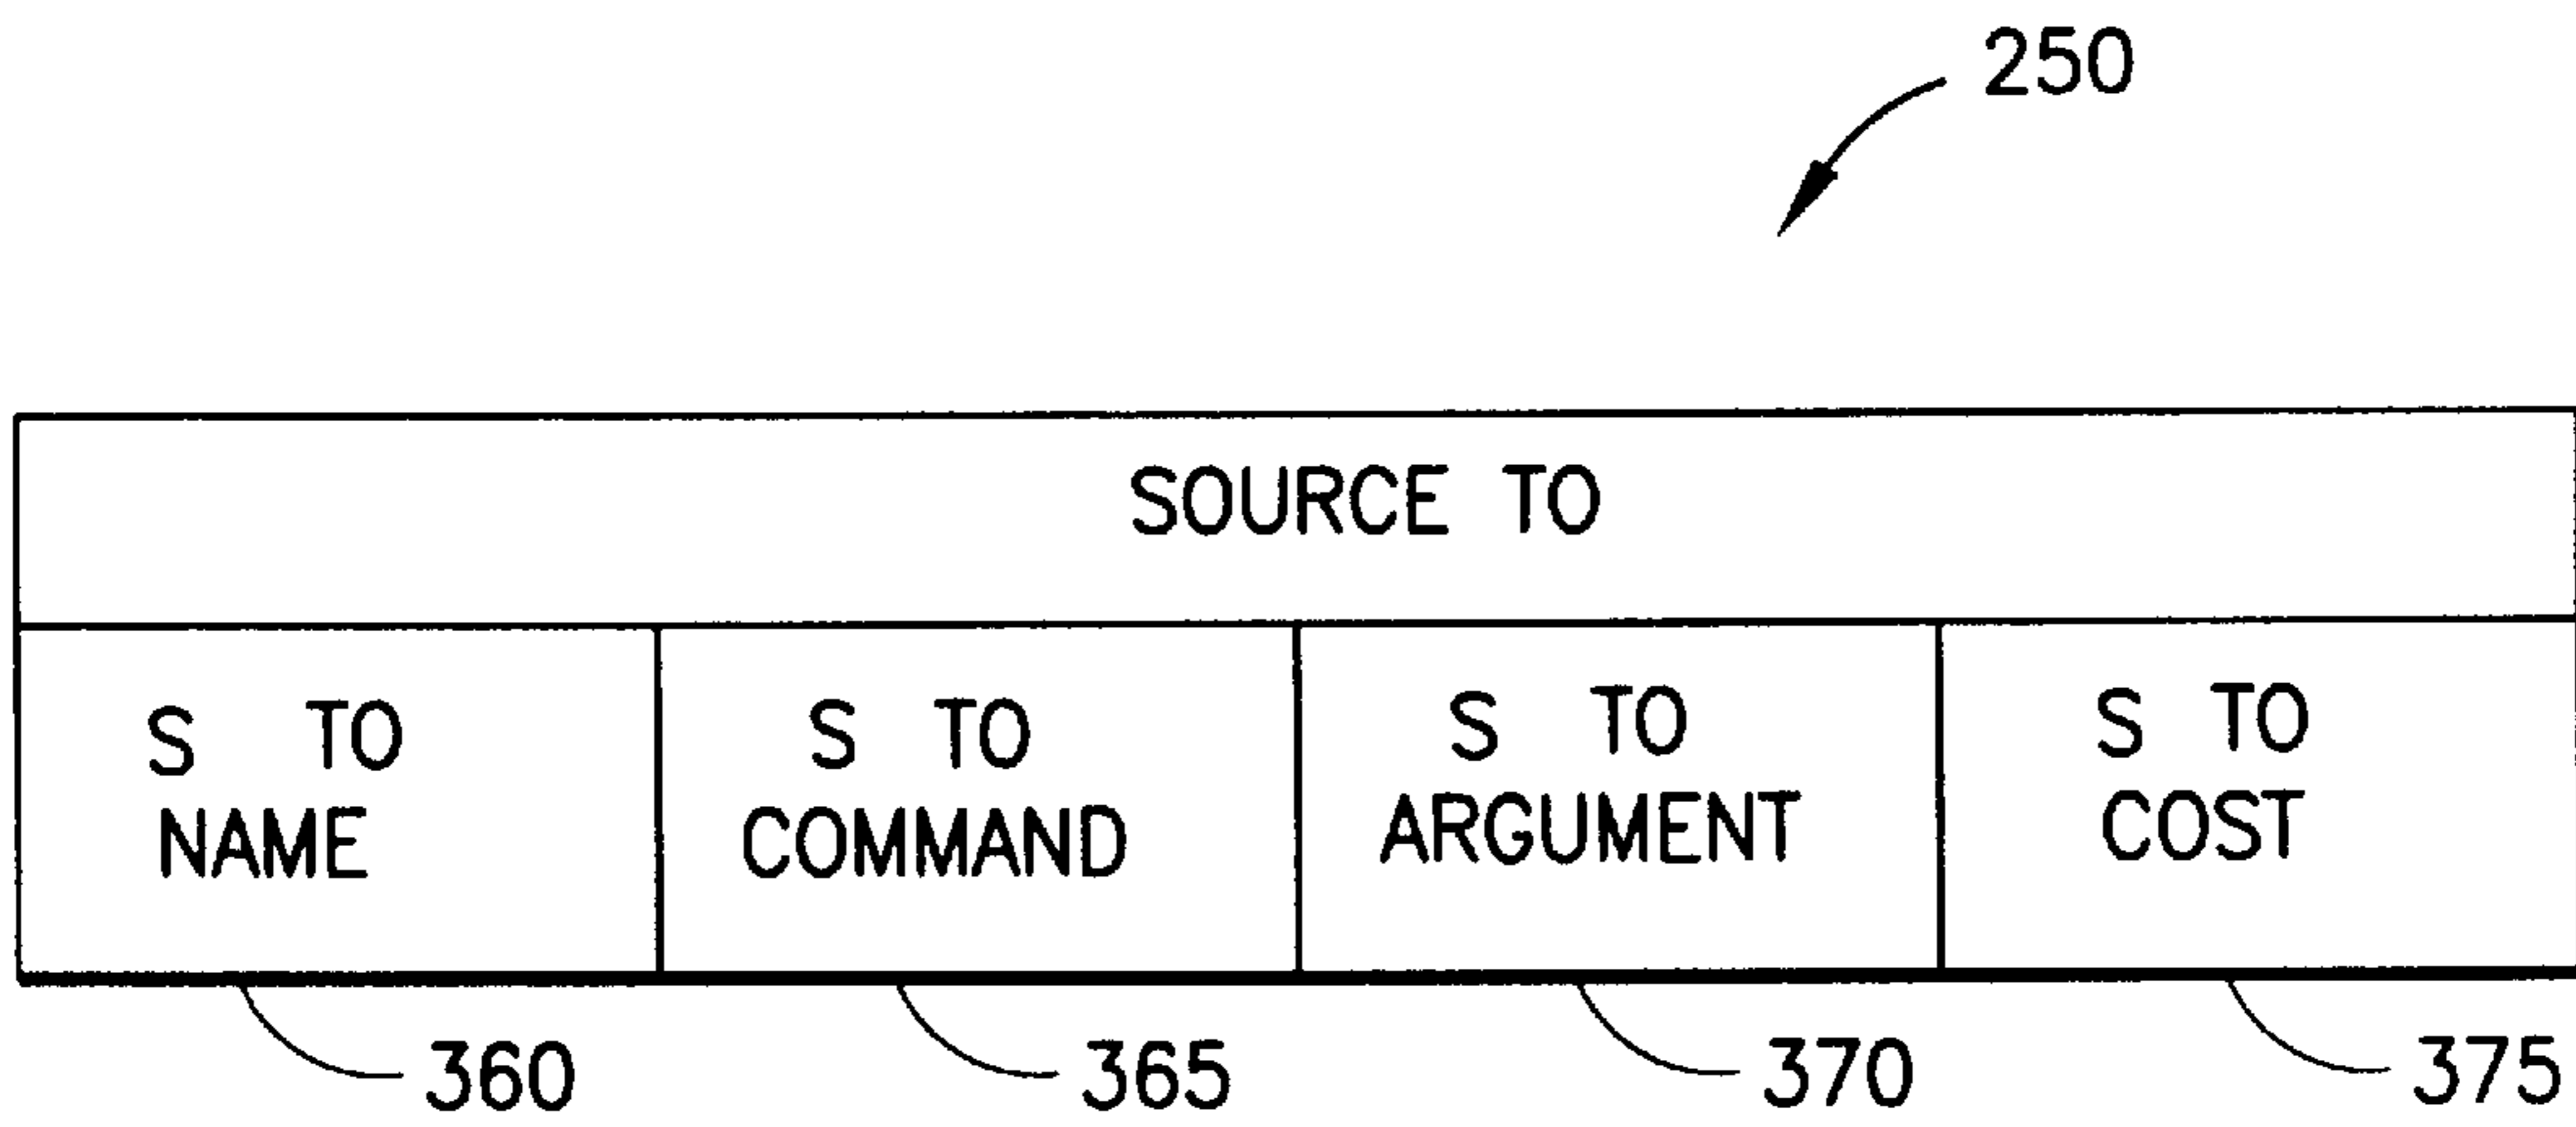 250
SOURCE TO
S TO NAME
S TO COMMAND
S TO ARGUMENT
S TO COST
360 365 370 375